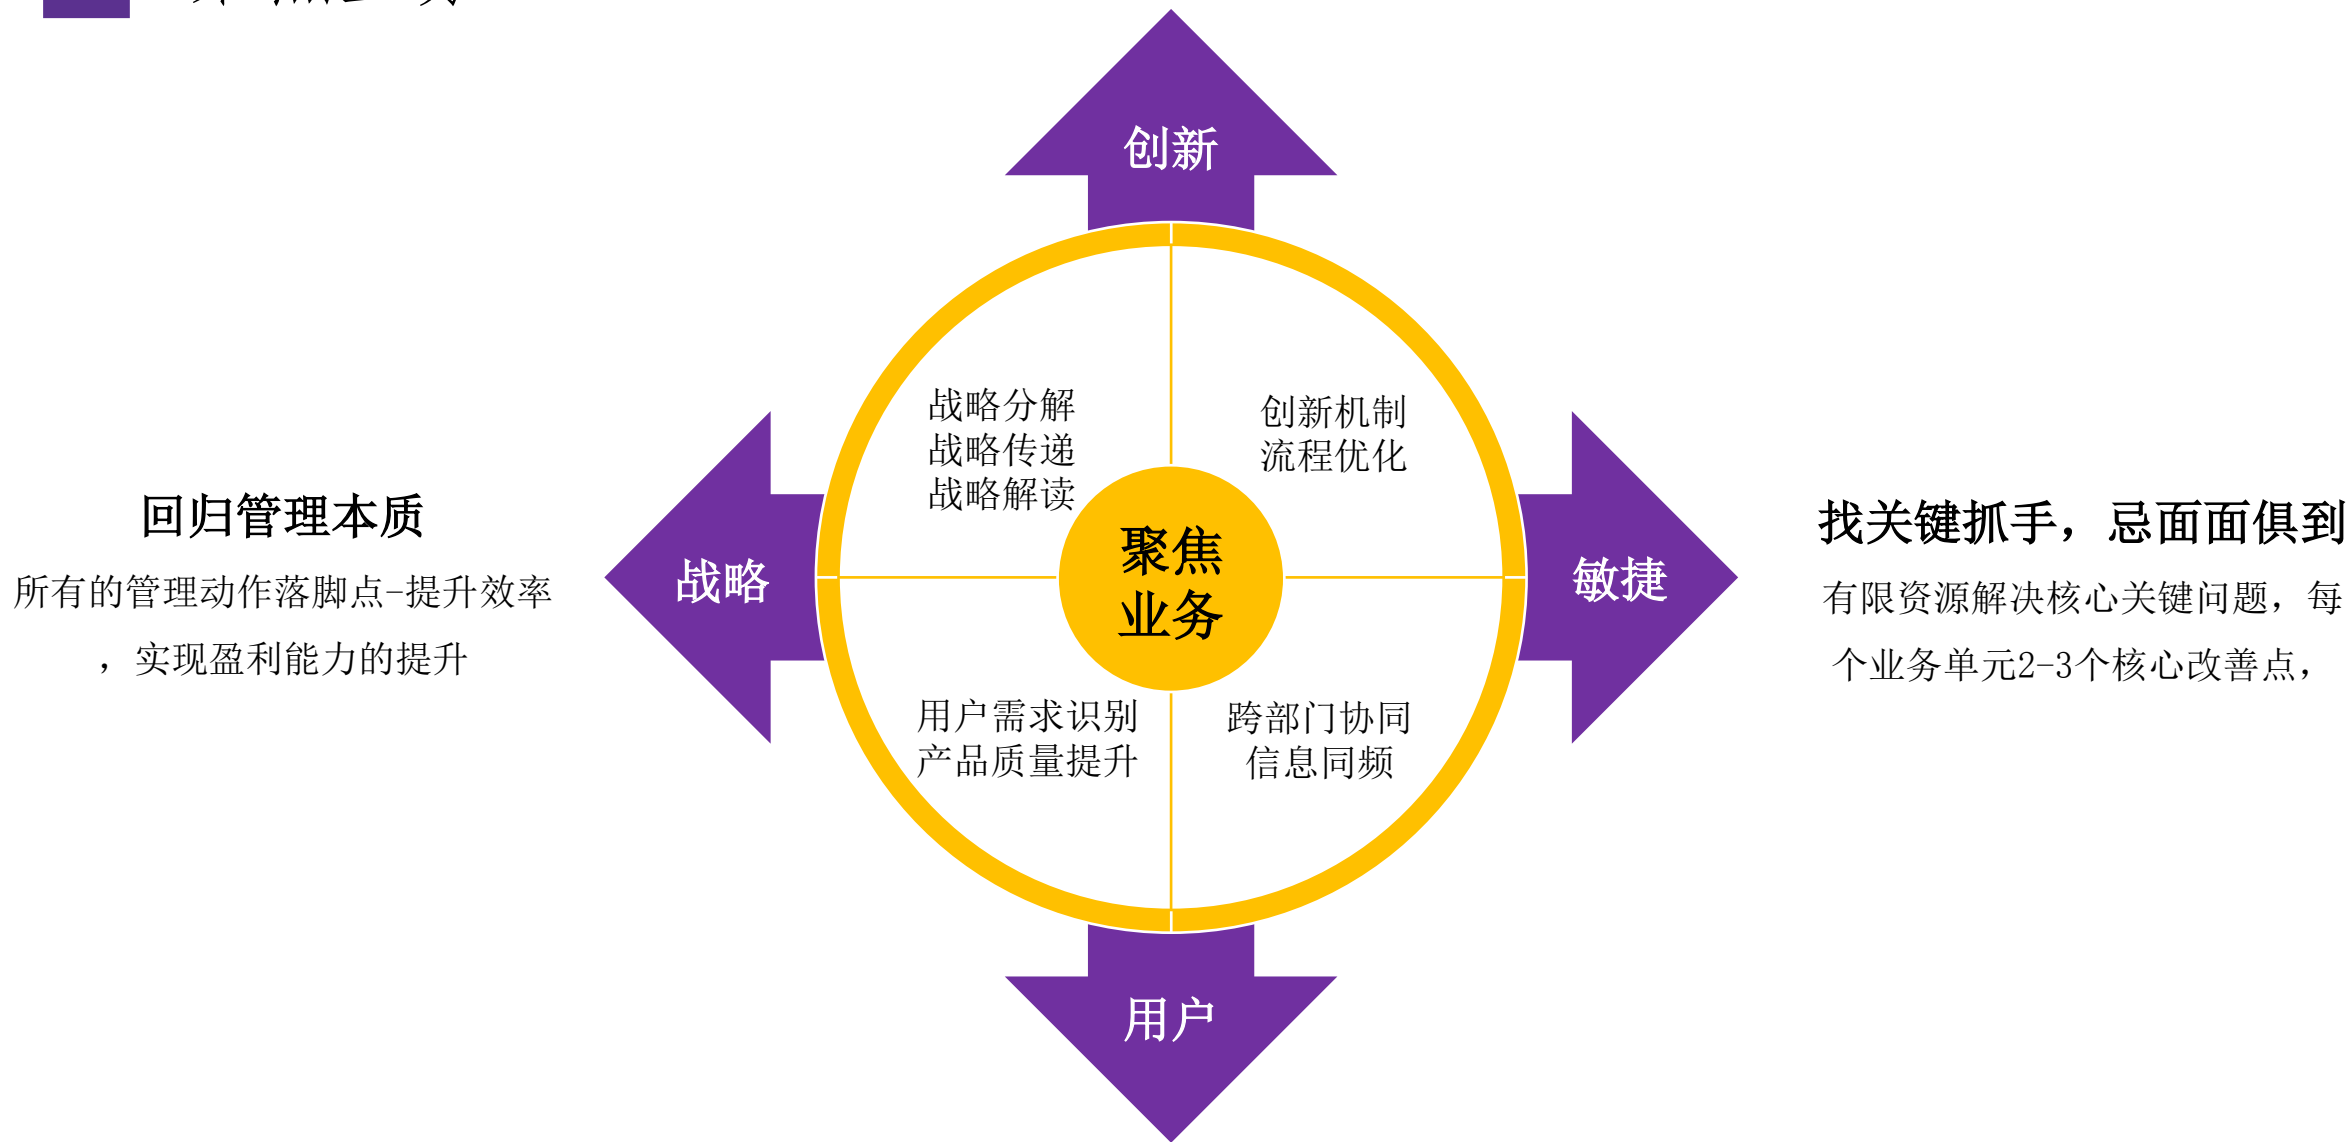 创新
战略分解
战略传递
战略解读
创新机制
流程优化
回归管理本质
所有的管理动作落脚点-提升效率
，实现盈利能力的提升
战略
聚焦
业务
敏捷
找关键抓手，忌面面俱到
有限资源解决核心关键问题，每
个业务单元2-3个核心改善点，
用户需求识别
产品质量提升
跨部门协同
信息同频
用户